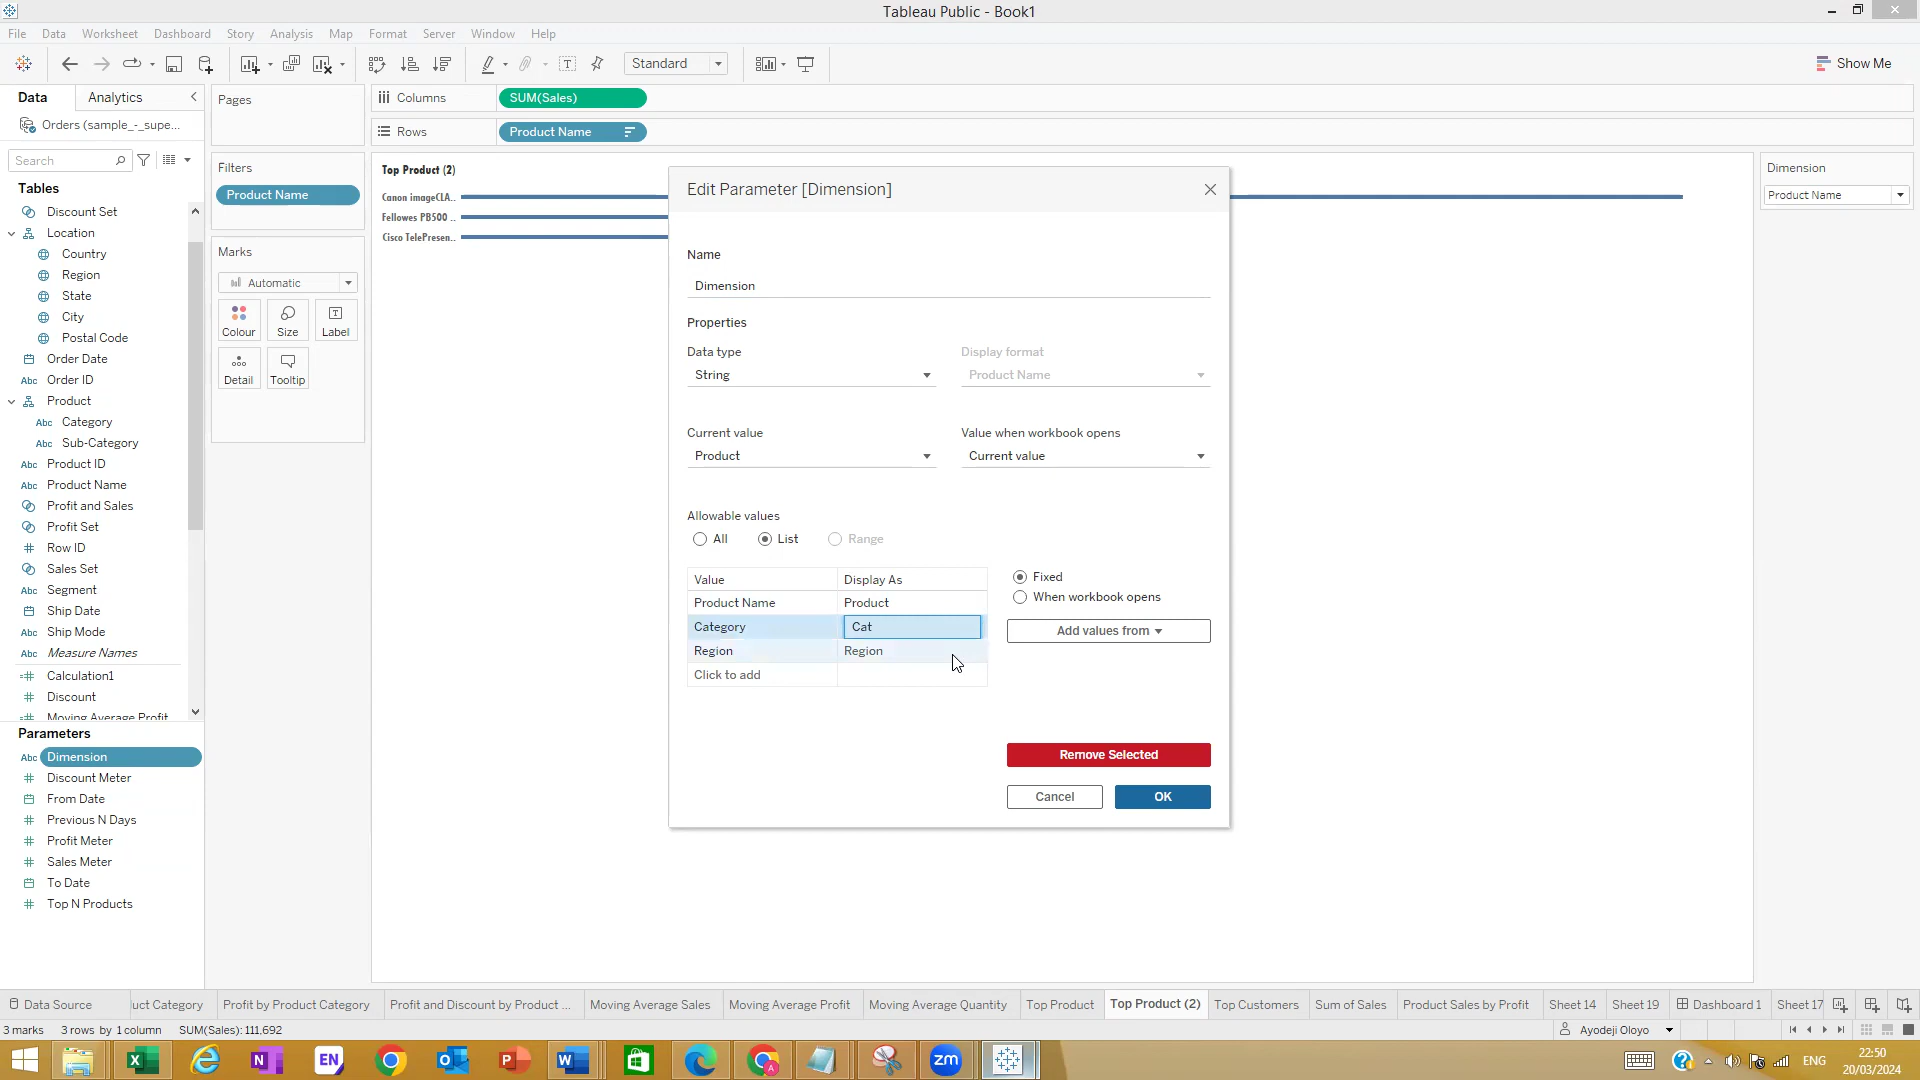 Tableau Public - Book1
File Data Worksheet Dashboard Story Analysis Map Format Server Window Help
Standard
Show Me
Data Analytics
Orders (sample_-_supe...
Search
Tables
Discount Set
Location
Country
Region
State
City
Postal Code
Order Date
Order ID
Product
Category
Sub-Category
Product ID
Product Name
Profit and Sales
Profit Set
Row ID
Sales Set
Segment
Ship Date
Ship Mode
Measure Names
Calculation1
Discount
Moving Average Profit
Parameters
Dimension
Discount Meter
From Date
Previous N Days
Profit Meter
Sales Meter
To Date
Top N Products
Pages
Filters
Product Name
Marks
Automatic
Colour Size Label
Detail Tooltip
Columns SUM(Sales)
Rows Product Name
Top Product (2)
Canon imageCLA..
Fellowes PB500 ..
Cisco TelePresen..
Edit Parameter [Dimension]
Name
Dimension
Properties
Data type Display format
String Product Name
Current value Value when workbook opens
Product Current value
Allowable values
All List Range
Value Display As
Product Name Product
Category Cat
Region Region
Click to add
Fixed
When workbook opens
Add values from
Remove Selected
Cancel OK
Dimension
Product Name
Data Source uct Category Profit by Product Category Profit and Discount by Product ... Moving Average Sales Moving Average Profit Moving Average Quantity Top Product Top Product (2) Top Customers Sum of Sales Product Sales by Profit Sheet 14 Sheet 19 Dashboard 1 Sheet 17
3 marks 3 rows by 1 column SUM(Sales): 111,692
Ayodeji Oloyo
EN
zm
ENG
22:50
20/03/2024